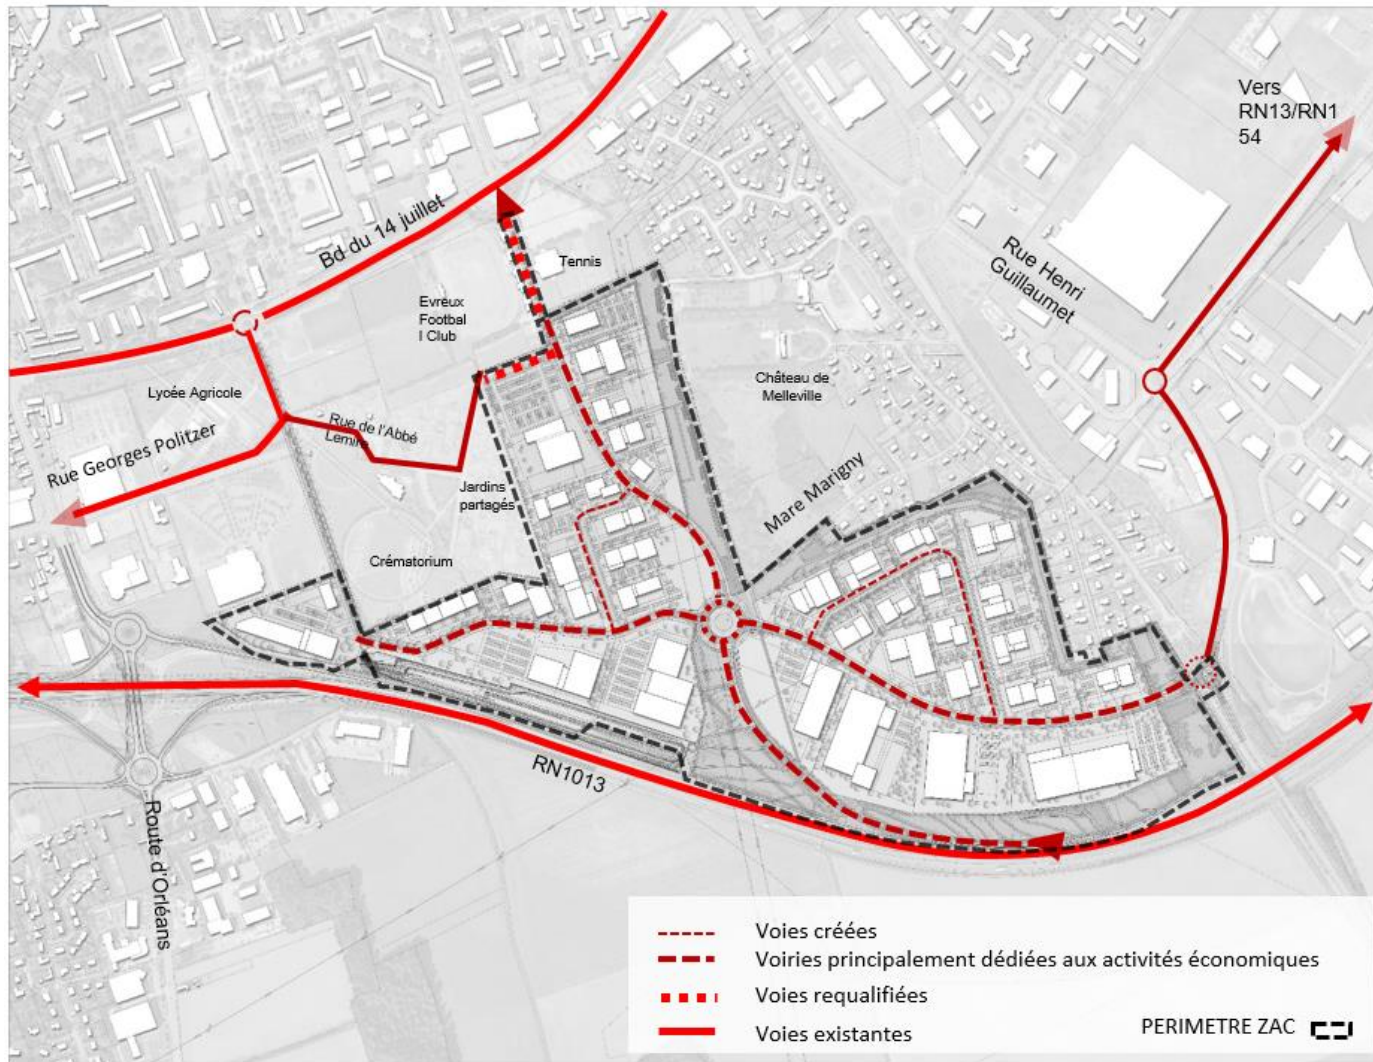 Vers
RN13/RN1
54
Bd du 14 juillet
Tennis
Rue Henri
Guillaumet
Evreux
Footbal
l Club
Château de
Melleville
Lycée Agricole
Rue de l'Abbé
Lemire
Rue Georges Politzer
Jardins
partagés
Mare Marigny
Crématorium
RN1013
Route d'Orléans
Voies créées
Voiries principalement dédiées aux activités économiques
Voies requalifiées
Voies existantes
PERIMETRE ZAC